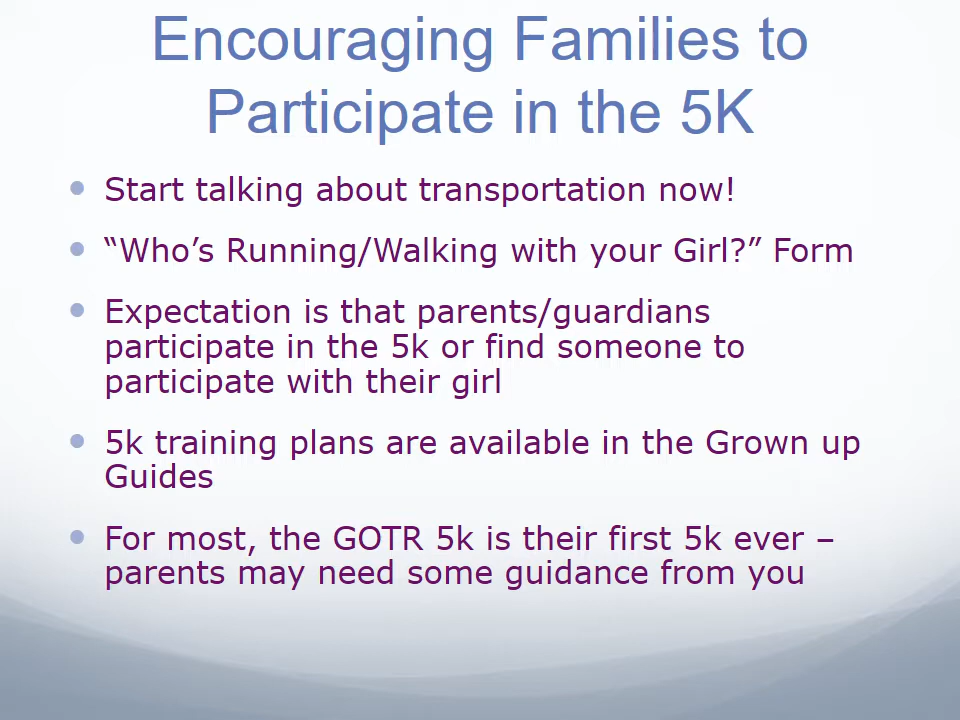 Encouraging Families to
Participate in the 5K
• Start talking about transportation now!
• “Who’s Running/Walking with your Girl?” Form
• Expectation is that parents/guardians
participate in the 5k or find someone to
participate with their girl
• 5k training plans are available in the Grown up
Guides
• For most, the GOTR 5k is their first 5k ever –
parents may need some guidance from you